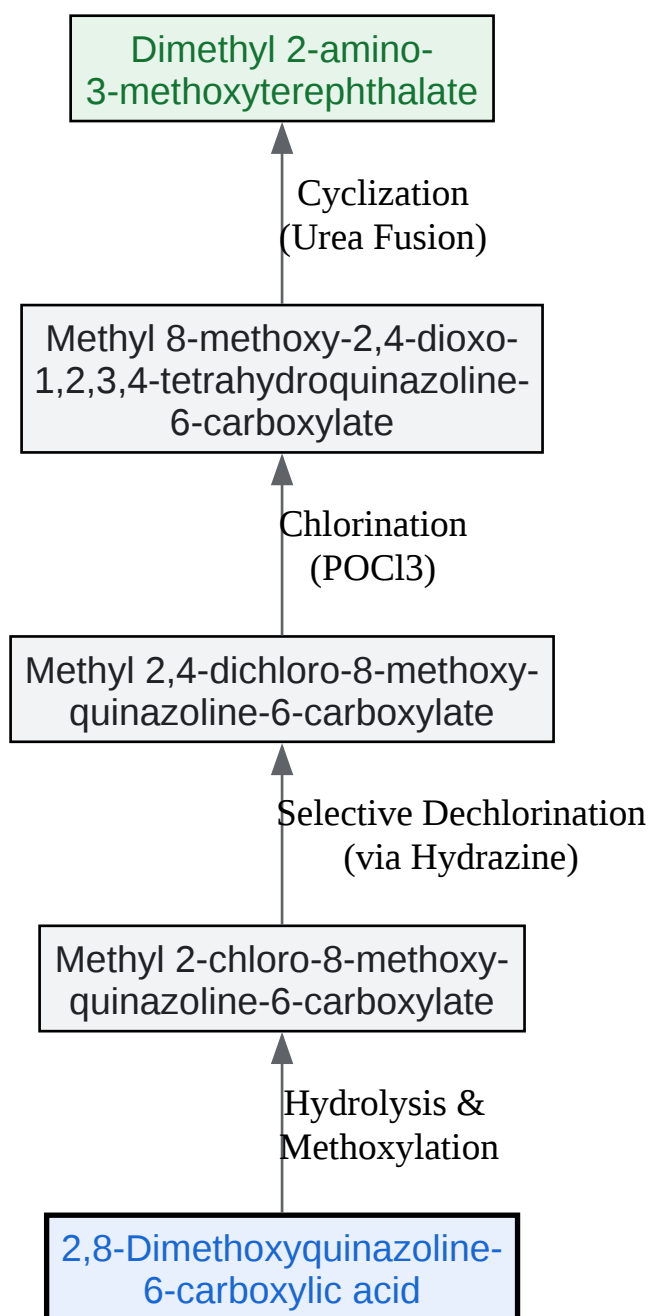 Dimethyl 2-amino-
3-methoxyterephthalate
Cyclization
(Urea Fusion)
Methyl 8-methoxy-2,4-dioxo-
1,2,3,4-tetrahydroquinazoline-
6-carboxylate
Chlorination
(POCl3)
Methyl 2,4-dichloro-8-methoxy-
quinazoline-6-carboxylate
Selective Dechlorination
(via Hydrazine)
Methyl 2-chloro-8-methoxy-
quinazoline-6-carboxylate
Hydrolysis &
Methoxylation
2,8-Dimethoxyquinazoline-
6-carboxylic acid